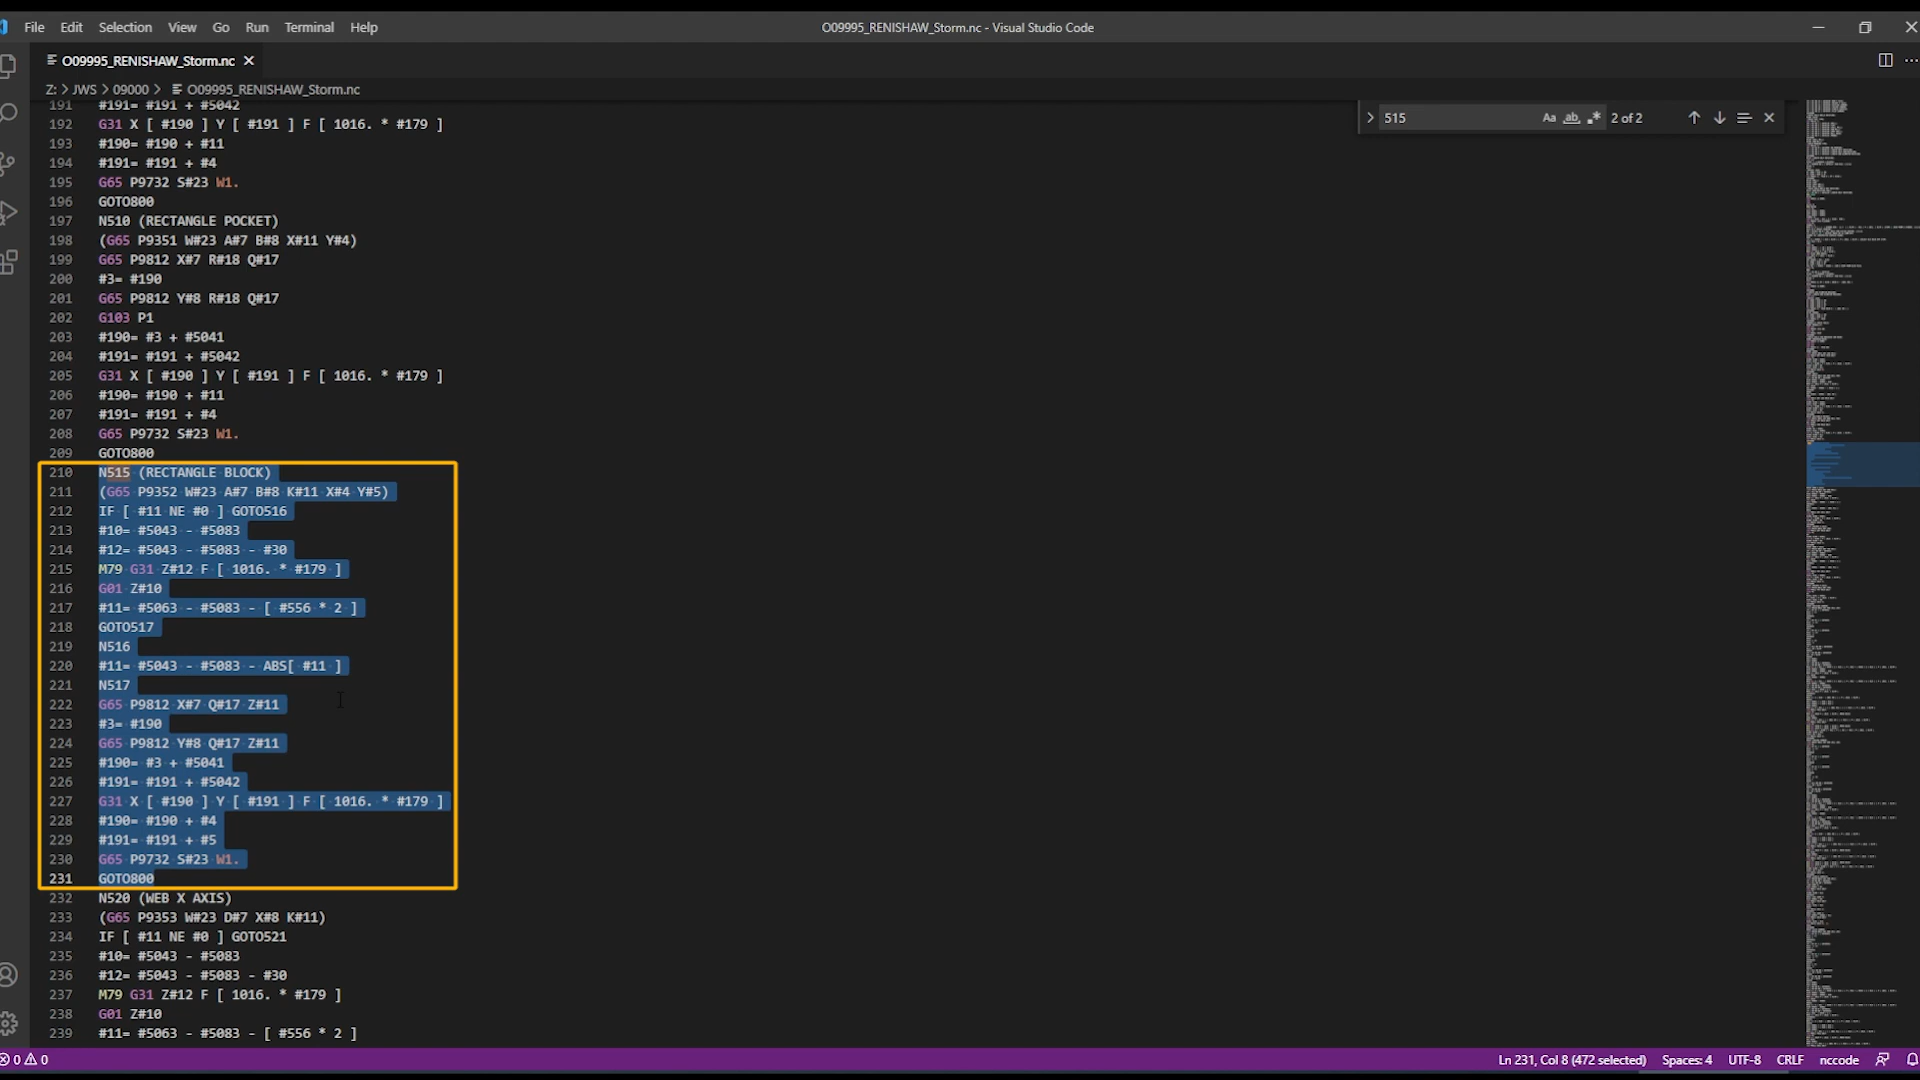 File Edit Selection View Go Run Terminal Help
O09995_RENISHAW_Storm.nc - Visual Studio Code
O09995_RENISHAW_Storm.nc
Z: > JWS > 09000 > O09995_RENISHAW_Storm.nc
515 Aa ab 2 of 2
191 #191= #191 + #5042
192 G31 X [ #190 ] Y [ #191 ] F [ 1016. * #179 ]
193 #190= #190 + #11
194 #191= #191 + #4
195 G65 P9732 S#23 W1.
196 GOTO800
197 N510 (RECTANGLE POCKET)
198 (G65 P9351 W#23 A#7 B#8 X#11 Y#4)
199 G65 P9812 X#7 R#18 Q#17
200 #3= #190
201 G65 P9812 Y#8 R#18 Q#17
202 G103 P1
203 #190= #3 + #5041
204 #191= #191 + #5042
205 G31 X [ #190 ] Y [ #191 ] F [ 1016. * #179 ]
206 #190= #190 + #11
207 #191= #191 + #4
208 G65 P9732 S#23 W1.
209 GOTO800
210 N515 (RECTANGLE BLOCK)
211 (G65 P9352 W#23 A#7 B#8 K#11 X#4 Y#5)
212 IF [ #11 NE #0 ] GOTO516
213 #10= #5043 - #5083
214 #12= #5043 - #5083 - #30
215 M79 G31 Z#12 F [ 1016. * #179 ]
216 G01 Z#10
217 #11= #5063 - #5083 - [ #556 * 2 ]
218 GOTO517
219 N516
220 #11= #5043 - #5083 - ABS[ #11 ]
221 N517
222 G65 P9812 X#7 Q#17 Z#11
223 #3= #190
224 G65 P9812 Y#8 Q#17 Z#11
225 #190= #3 + #5041
226 #191= #191 + #5042
227 G31 X [ #190 ] Y [ #191 ] F [ 1016. * #179 ]
228 #190= #190 + #4
229 #191= #191 + #5
230 G65 P9732 S#23 W1.
231 GOTO800
232 N520 (WEB X AXIS)
233 (G65 P9353 W#23 D#7 X#8 K#11)
234 IF [ #11 NE #0 ] GOTO521
235 #10= #5043 - #5083
236 #12= #5043 - #5083 - #30
237 M79 G31 Z#12 F [ 1016. * #179 ]
238 G01 Z#10
239 #11= #5063 - #5083 - [ #556 * 2 ]
0 0 Ln 231, Col 8 (472 selected) Spaces: 4 UTF-8 CRLF nccode